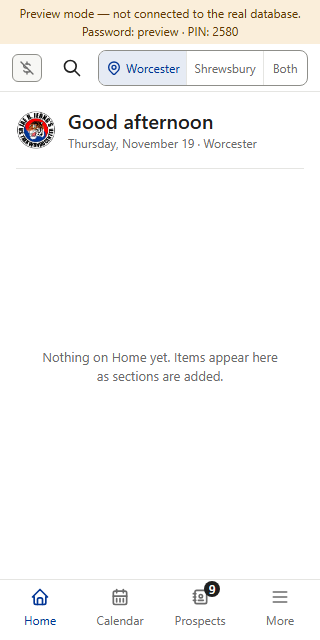 Preview mode — not connected to the real database.
Password: preview · PIN: 2580
Worcester
Shrewsbury
Both
Good afternoon
Thursday, November 19 · Worcester
Nothing on Home yet. Items appear here
as sections are added.
9
Home
Calendar
Prospects
More